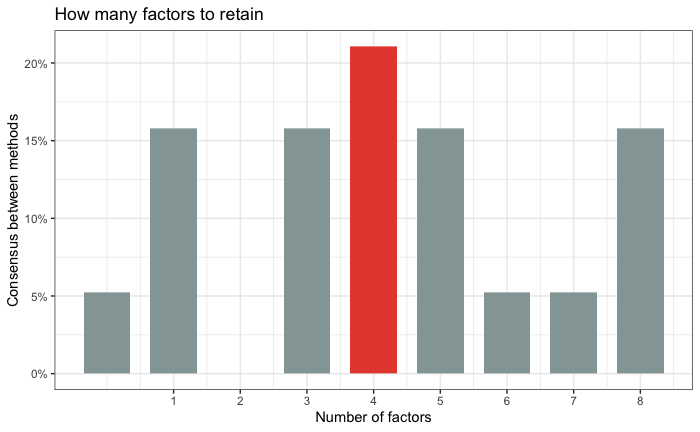 How many factors to retain
Consensus between methods
20%
15%
10%
5%
0%
1 2 3 4 5 6 7 8
Number of factors